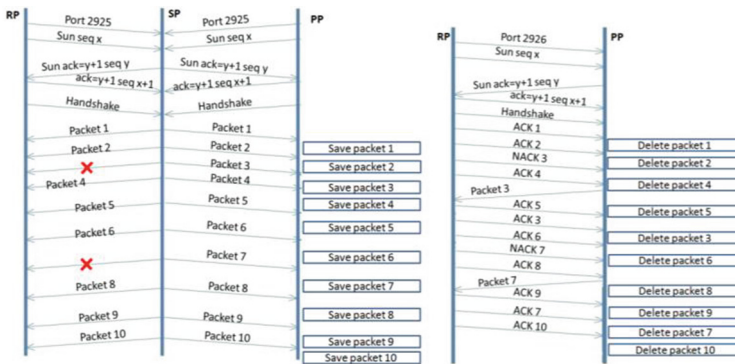 RP
SP
PP
Port 2925
Port 2925
Sun seq x
Sun seq x
Sun ack=y+1 seq y
Sun ack=y+1 seq y
ack=y+1 seq x+1
ack=y+1 seq x+1
Handshake
Handshake
Packet 1
Packet 1
Packet 2
Packet 2
Packet 3
Packet 4
Packet 4
Packet 5
Packet 5
Packet 6
Packet 6
Packet 7
Packet 8
Packet 8
Packet 9
Packet 9
Packet 10
Packet 10
Save packet 1
Save packet 2
Save packet 3
Save packet 4
Save packet 5
Save packet 6
Save packet 7
Save packet 8
Save packet 9
Save packet 10
RP
PP
Port 2926
Sun seq x
Sun ack=y+1 seq y
ack=y+1 seq x+1
Handshake
ACK 1
ACK 2
NACK 3
ACK 4
Packet 3
ACK 5
ACK 3
ACK 6
NACK 7
ACK 8
Packet 7
ACK 9
ACK 7
ACK 10
Delete packet 1
Delete packet 2
Delete packet 4
Delete packet 5
Delete packet 3
Delete packet 6
Delete packet 8
Delete packet 9
Delete packet 7
Delete packet 10